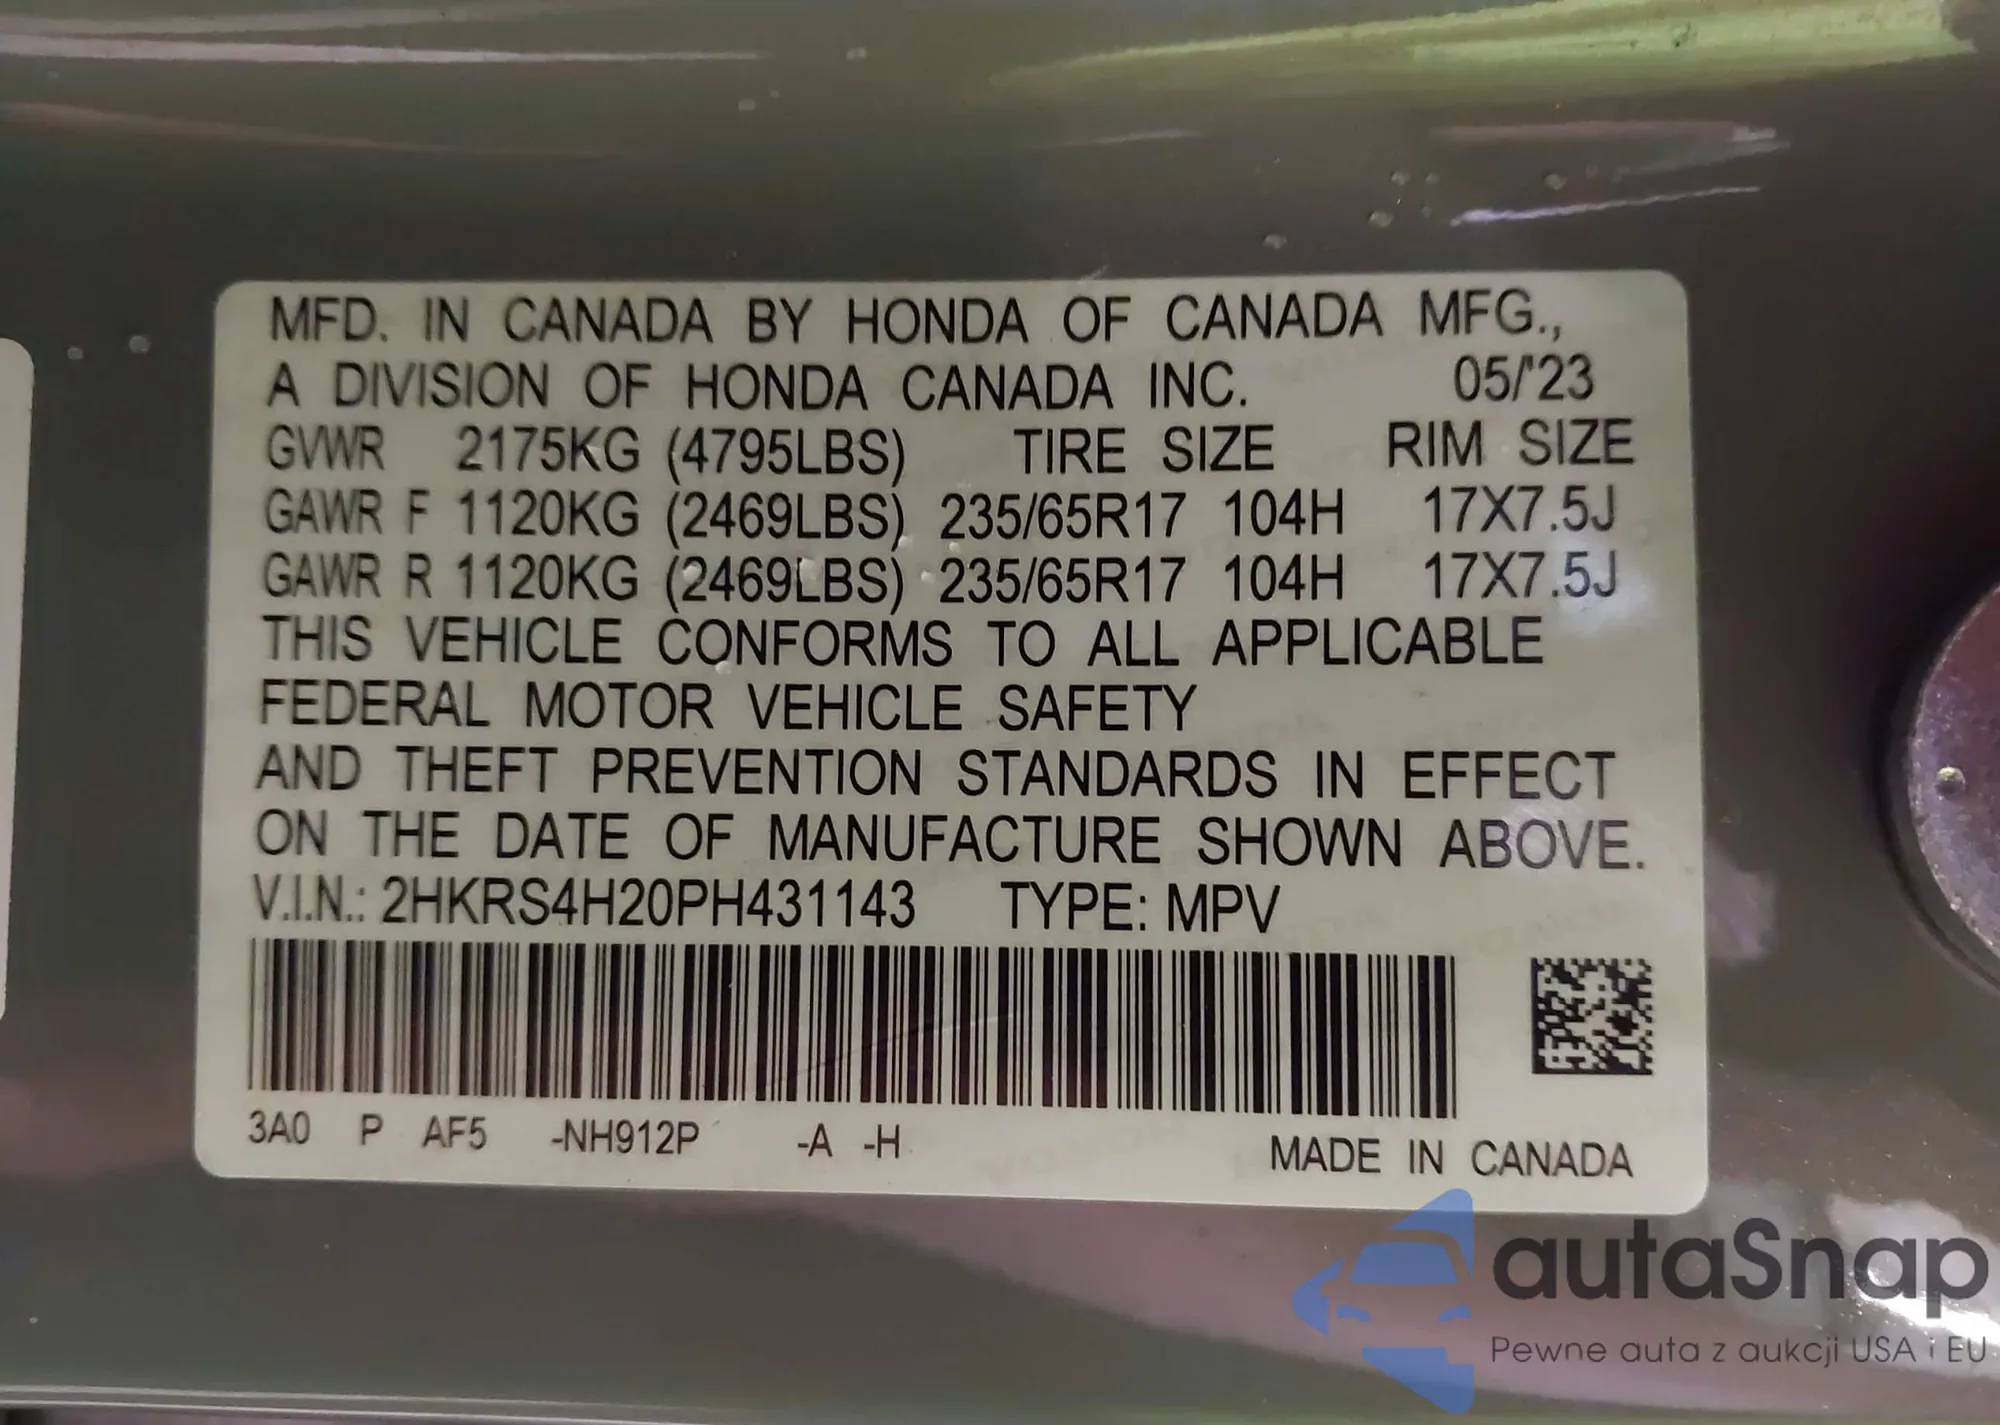 MFD. IN CANADA BY HONDA OF CANADA MFG.,
A DIVISION OF HONDA CANADA INC. 05/'23
GVWR 2175KG (4795LBS) TIRE SIZE RIM SIZE
GAWR F 1120KG (2469LBS) 235/65R17 104H 17X7.5J
GAWR R 1120KG (2469LBS) 235/65R17 104H 17X7.5J
THIS VEHICLE CONFORMS TO ALL APPLICABLE
FEDERAL MOTOR VEHICLE SAFETY
AND THEFT PREVENTION STANDARDS IN EFFECT
ON THE DATE OF MANUFACTURE SHOWN ABOVE.
V.I.N.: 2HKRS4H20PH431143 TYPE: MPV
3A0 P AF5 -NH912P -A -H MADE IN CANADA
autaSnap
Pewne auta z aukcji USA i EU